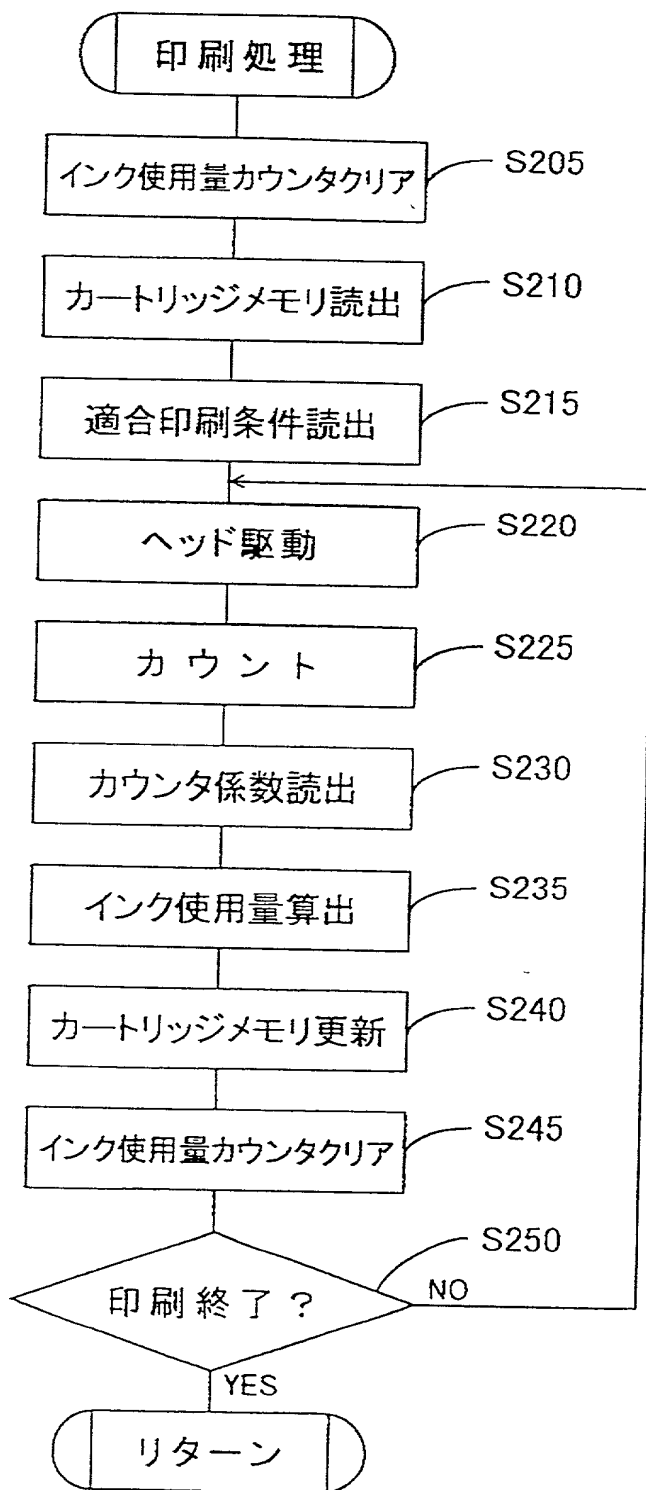 印刷処理
インク使用量カウンタクリア
S205
カートリッジメモリ読出
S210
適合印刷条件読出
S215
ヘッド駆動
S220
カウント
S225
カウンタ係数読出
S230
インク使用量算出
S235
カートリッジメモリ更新
S240
インク使用量カウンタクリア
S245
印刷終了?
S250
NO
YES
リターン